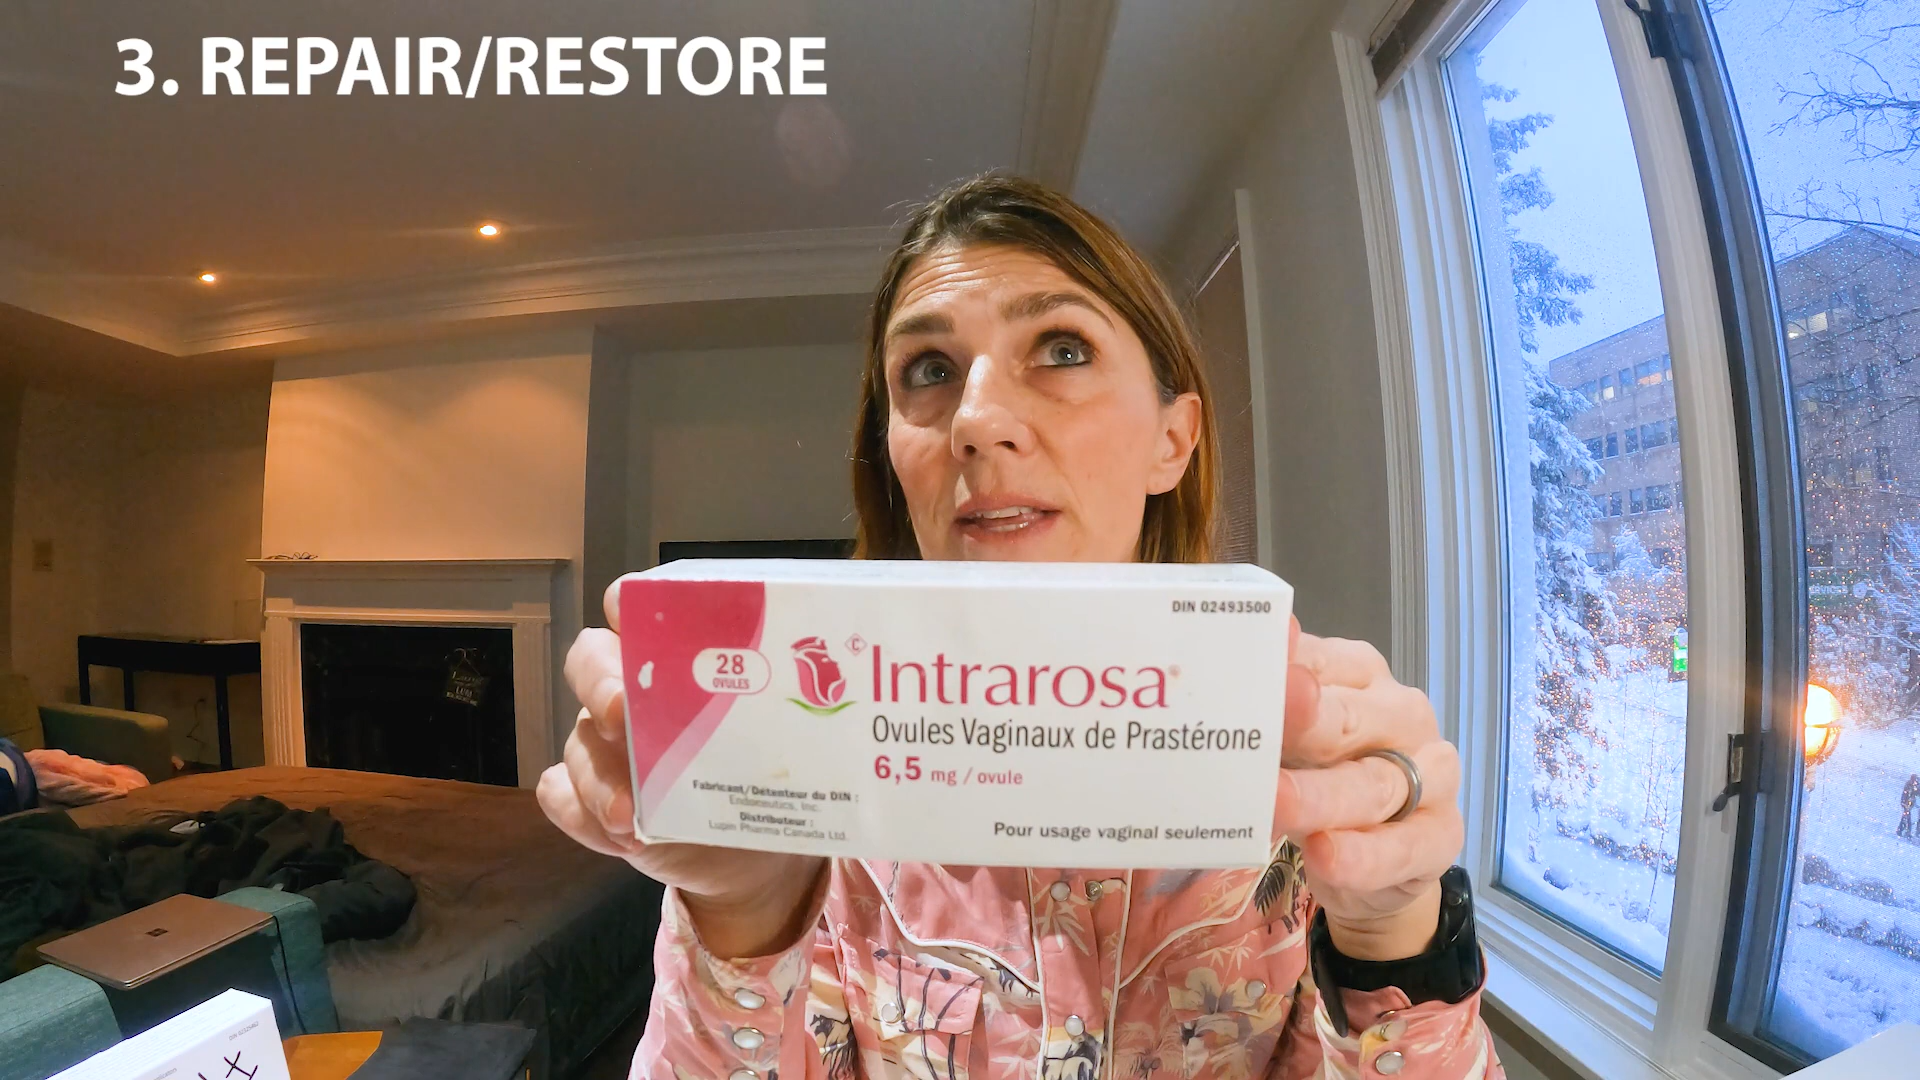 3. REPAIR/RESTORE
DIN 02493500
28
OVULES
Intrarosa
Ovules Vaginaux de Prastérone
6,5 mg / ovule
Fabricant/Détenteur du DIN :
Endoceutics, Inc.
Distributeur :
Lupin Pharma Canada Ltd.
Pour usage vaginal seulement